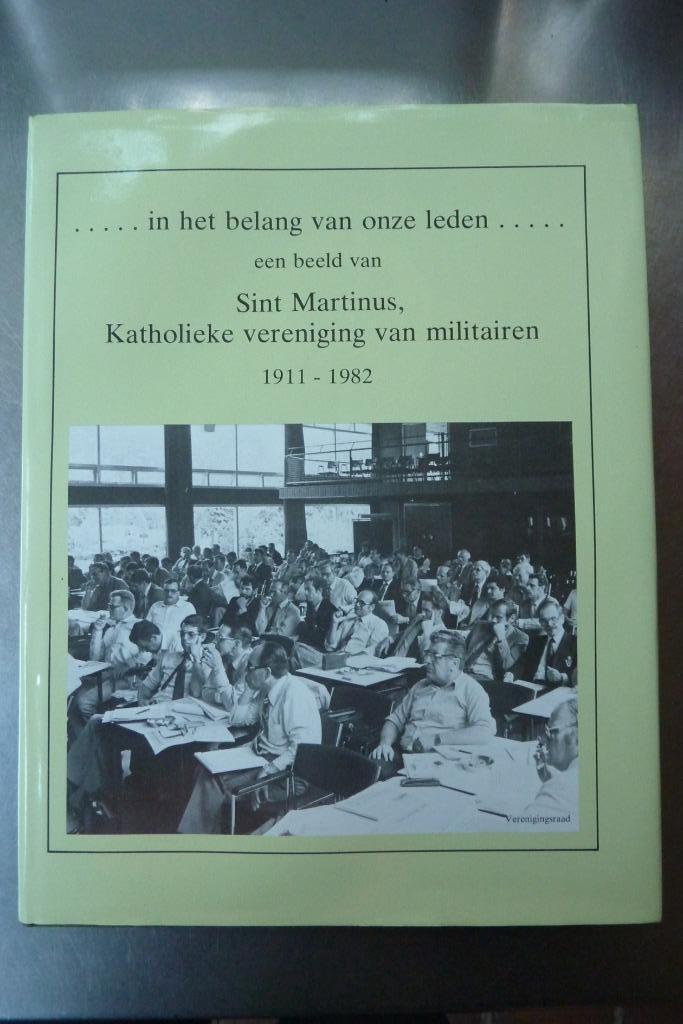 . . . . . in het belang van onze leden . . . . .
een beeld van
Sint Martinus,
Katholieke vereniging van militairen
1911 - 1982
Verenigingsraad